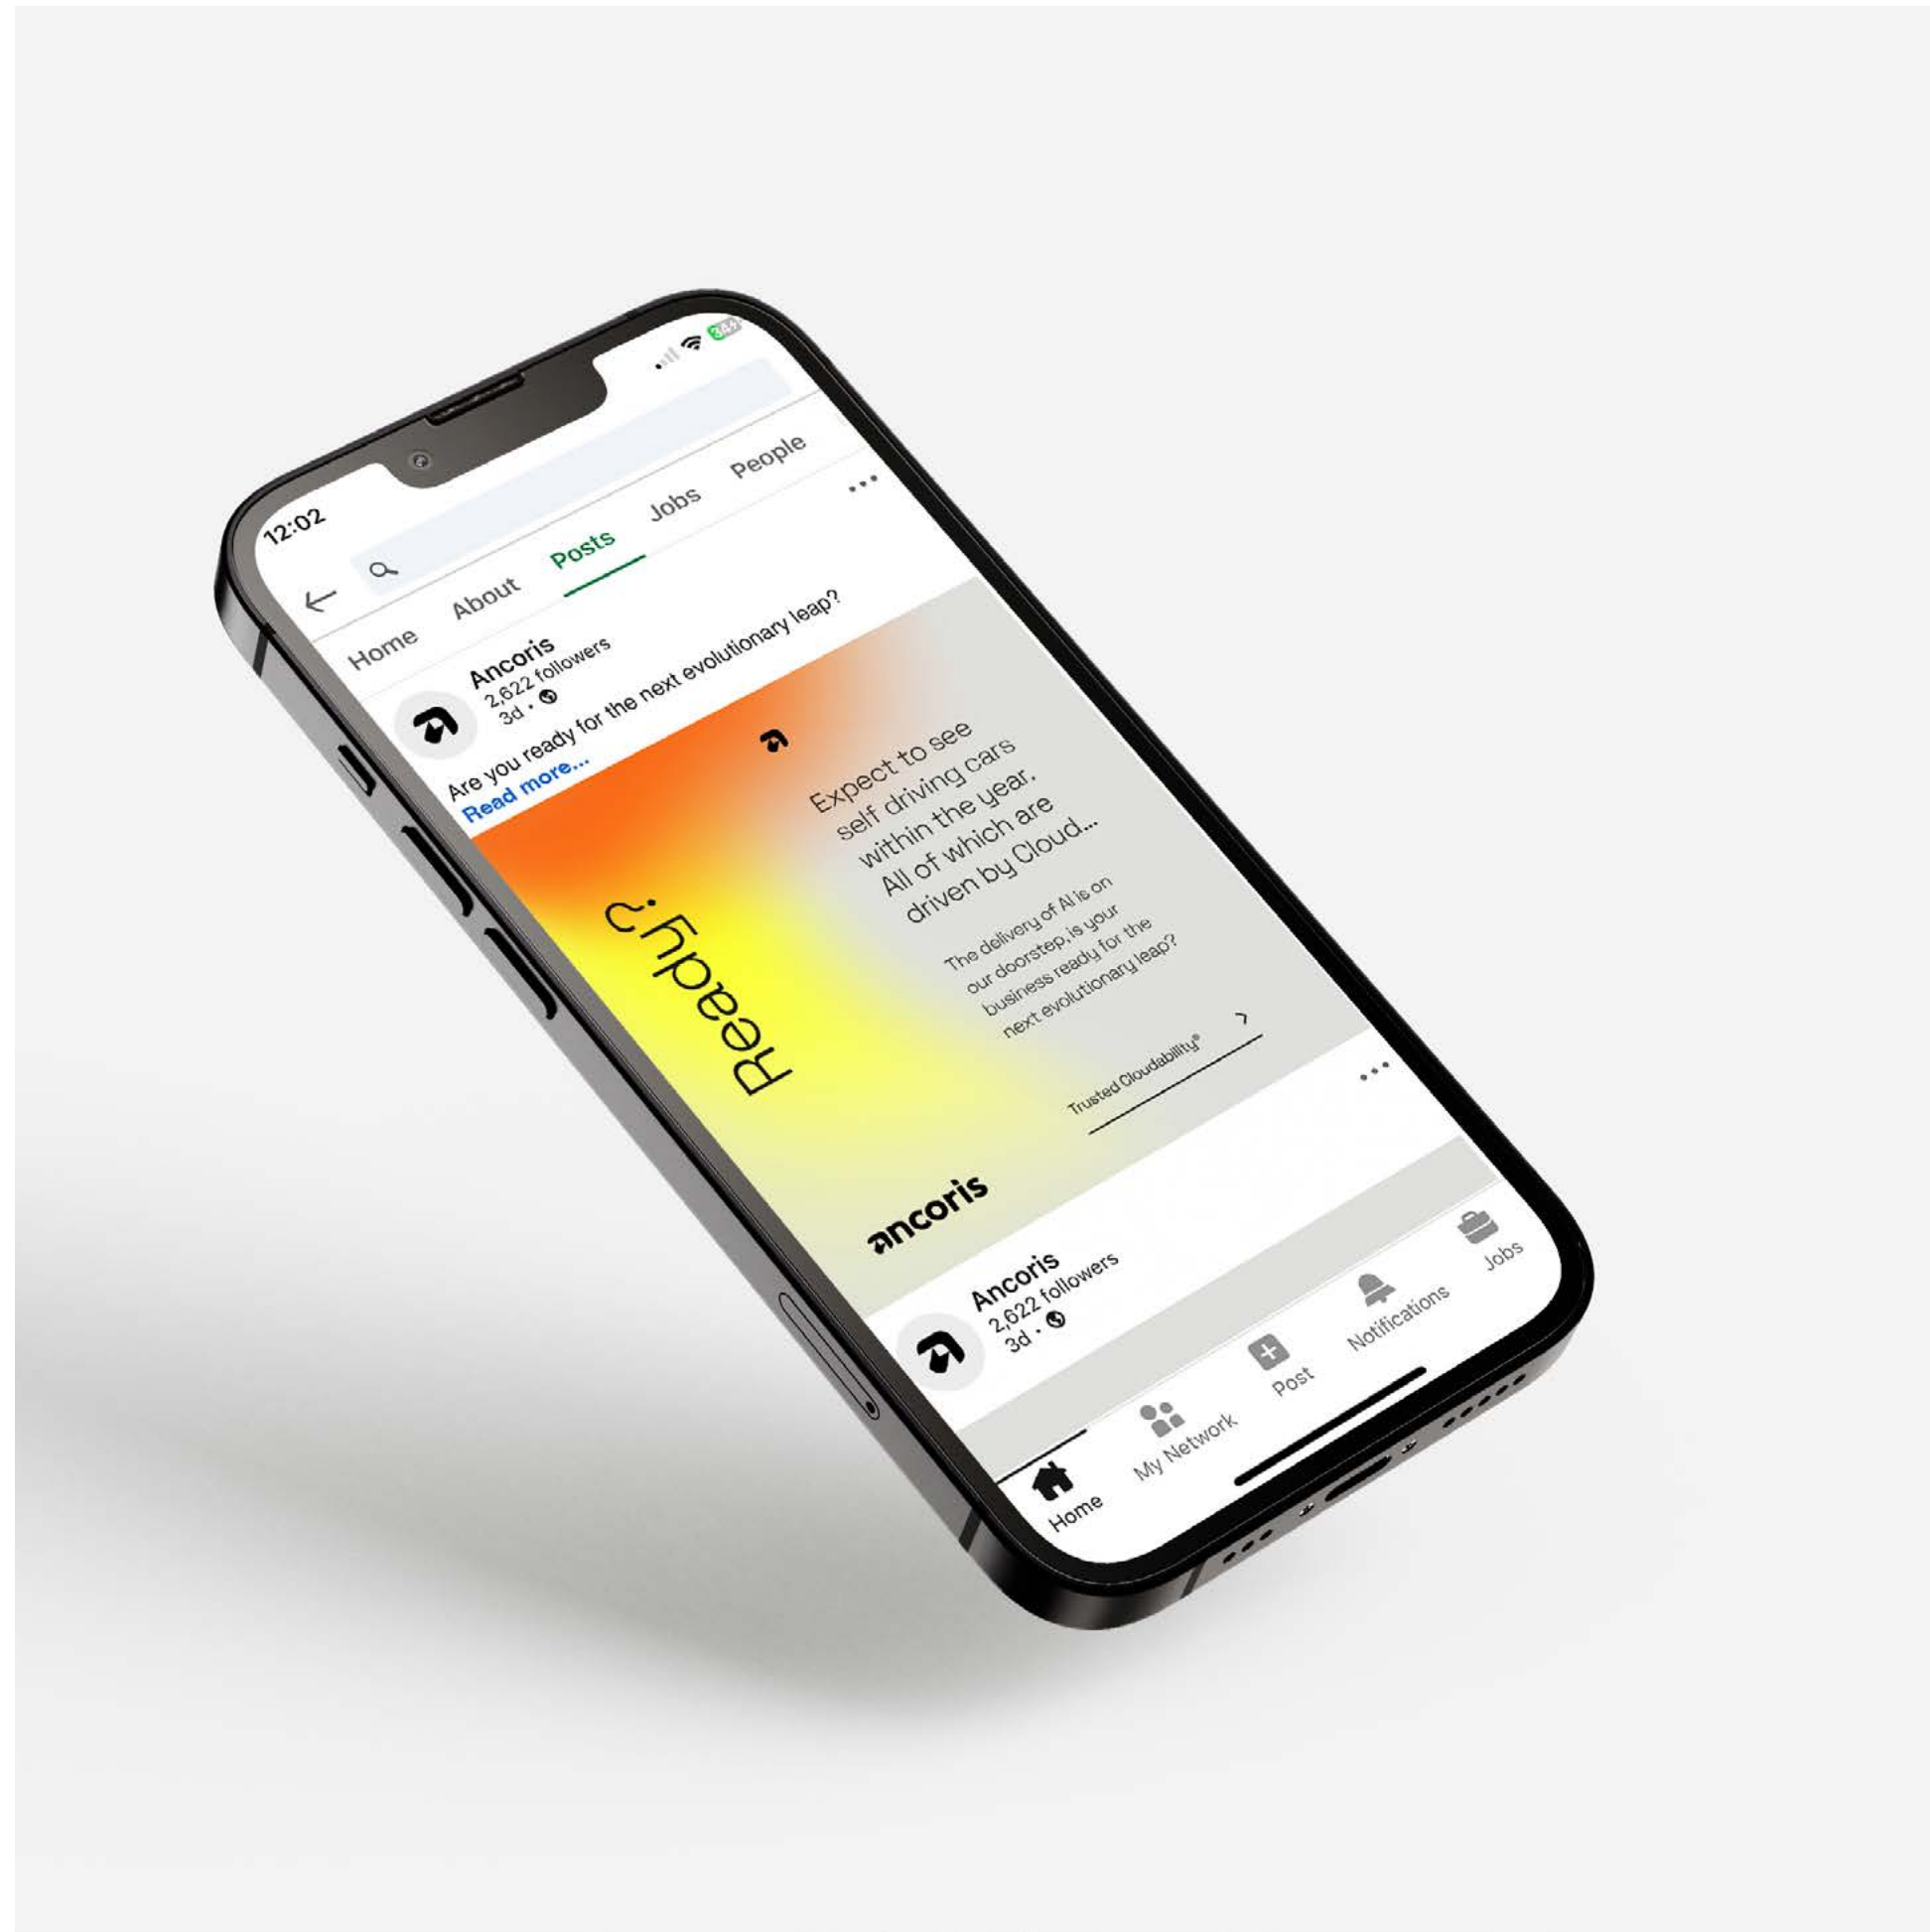 12:02
34
Home About Posts Jobs People
Ancoris
2,622 followers
3d •
Are you ready for the next evolutionary leap?
Read more...
Ready?
Expect to see
self driving cars
within the year.
All of which are
driven by Cloud...
The delivery of AI is on
our doorstep, is your
business ready for the
next evolutionary leap?
Trusted Cloudability®
ancoris
Ancoris
2,622 followers
3d •
Home My Network Post Notifications Jobs